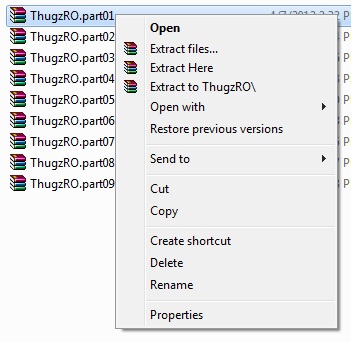 ThugzRO.part01
ThugzRO.part02
ThugzRO.part03
ThugzRO.part04
ThugzRO.part05
ThugzRO.part06
ThugzRO.part07
ThugzRO.part08
ThugzRO.part09
Open
Extract files...
Extract Here
Extract to ThugzRO\
Open with
Restore previous versions
Send to
Cut
Copy
Create shortcut
Delete
Rename
Properties